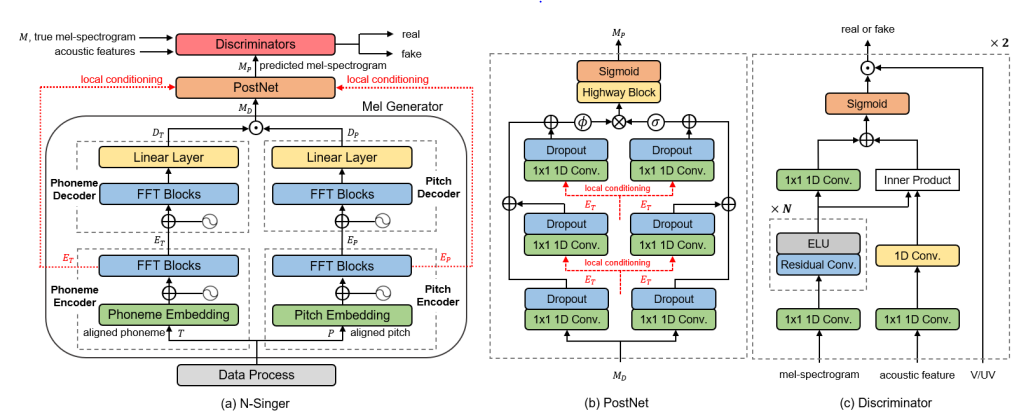 M, true mel-spectrogram
acoustic features
Discriminators
real
fake
M_P predicted mel-spectrogram
local conditioning
local conditioning
PostNet
M_D
Mel Generator
D_T
D_P
Linear Layer
Linear Layer
Phoneme
Decoder
FFT Blocks
FFT Blocks
Pitch
Decoder
E_T
E_P
E_T
FFT Blocks
FFT Blocks
E_P
Phoneme
Encoder
Pitch
Encoder
Phoneme Embedding
Pitch Embedding
aligned phoneme
T
P
aligned pitch
Data Process
(a) N-Singer
M_P
Sigmoid
Highway Block
ϕ
σ
Dropout
Dropout
1x1 1D Conv.
1x1 1D Conv.
local conditioning
E_T
E_T
Dropout
Dropout
1x1 1D Conv.
1x1 1D Conv.
local conditioning
E_T
E_T
Dropout
Dropout
1x1 1D Conv.
1x1 1D Conv.
M_D
(b) PostNet
real or fake
× 2
Sigmoid
1x1 1D Conv.
Inner Product
× N
ELU
Residual Conv.
1D Conv.
1x1 1D Conv.
1x1 1D Conv.
mel-spectrogram
acoustic feature
V/UV
(c) Discriminator